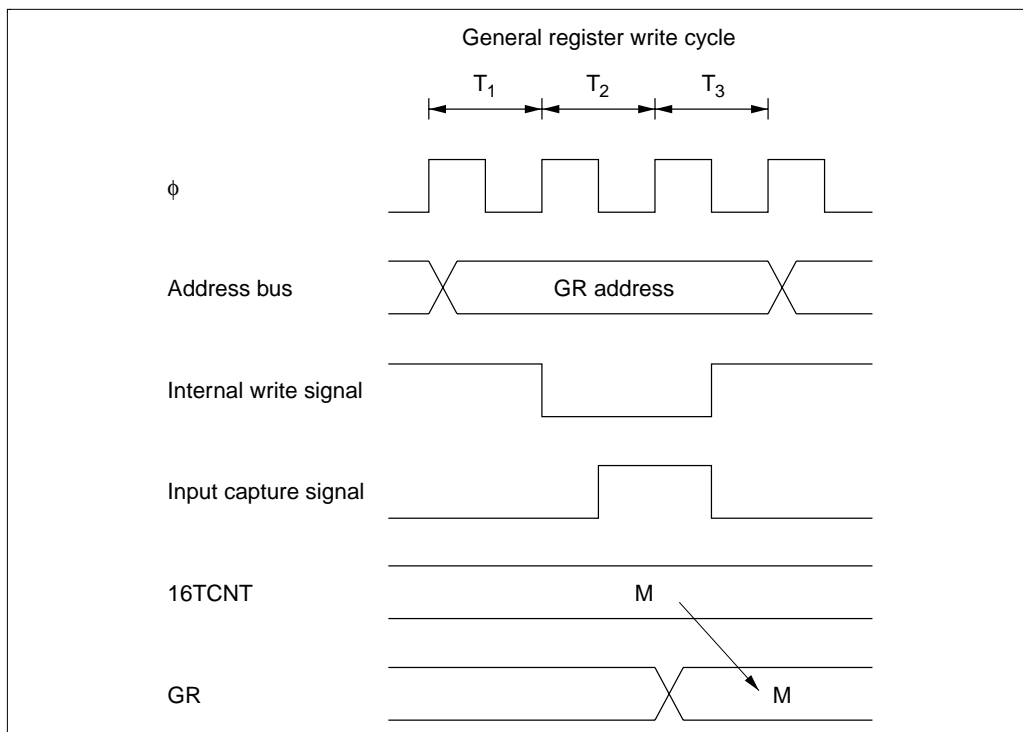 General register write cycle
T1 T2 T3
φ
Address bus GR address
Internal write signal
Input capture signal
16TCNT M
GR M